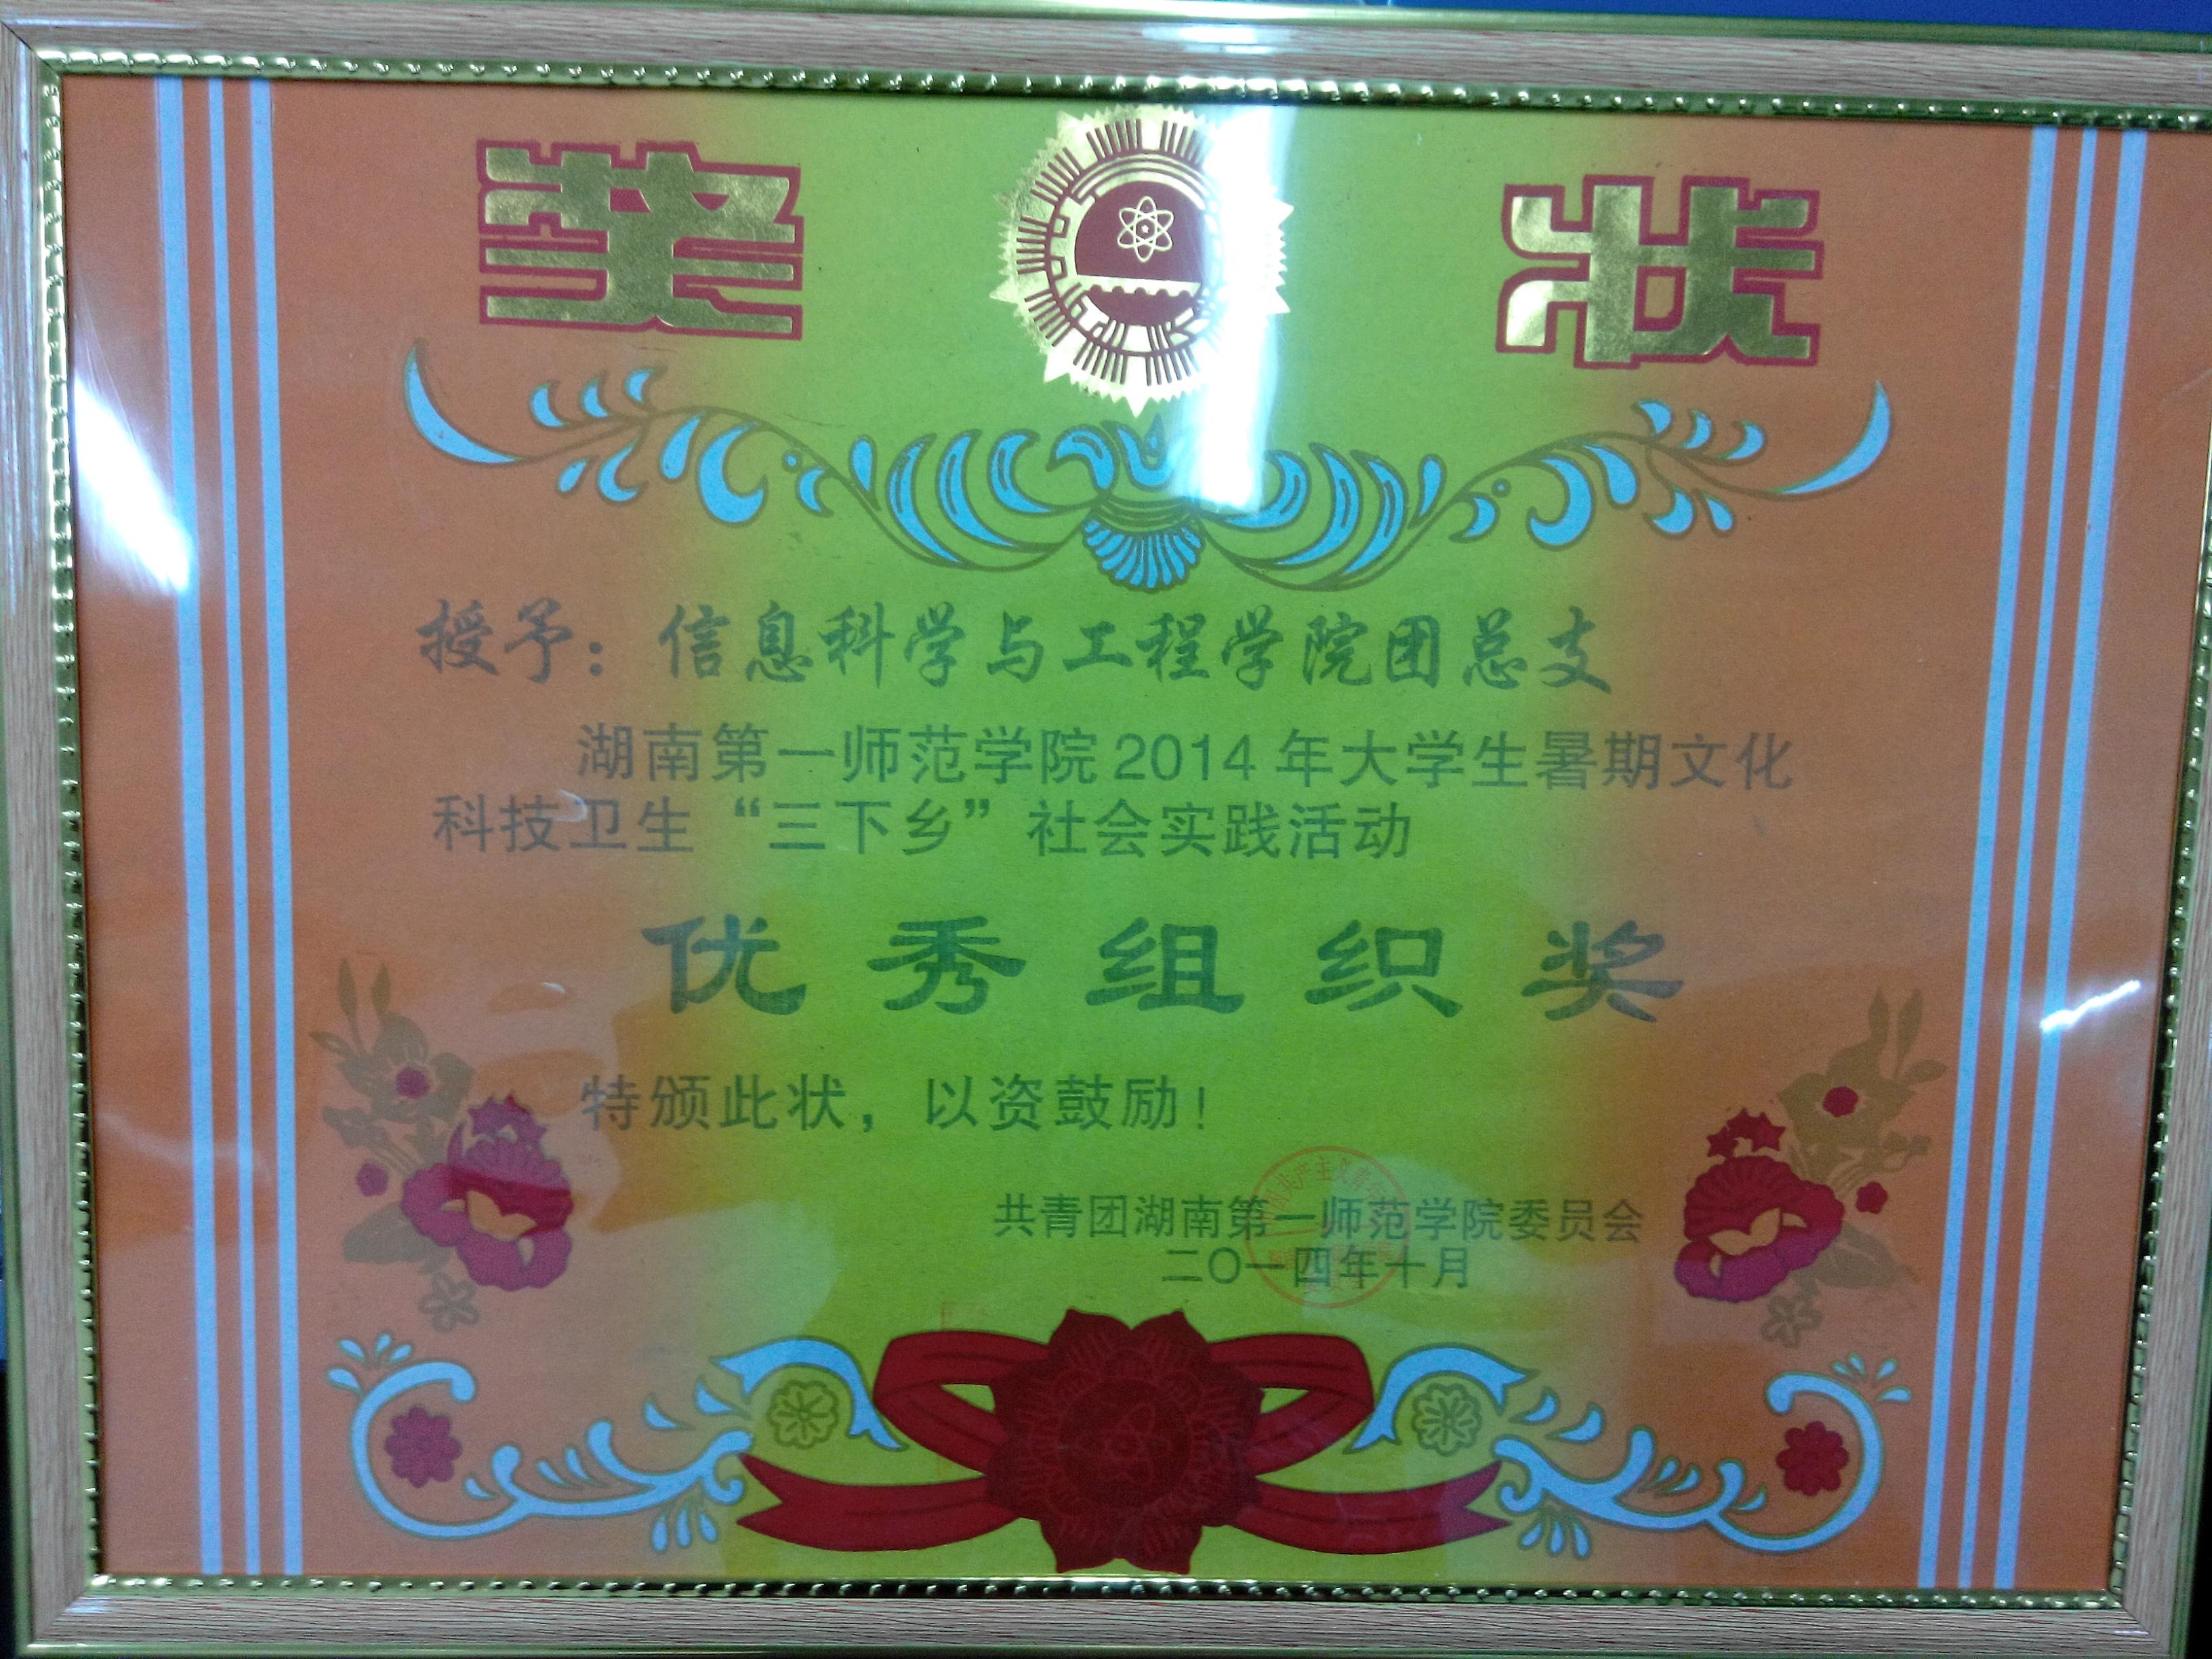 奖状
授予：信息科学与工程学院团总支
湖南第一师范学院2014年大学生暑期文化
科技卫生“三下乡”社会实践活动
优秀组织奖
特颁此状，以资鼓励！
共青团湖南第一师范学院委员会
二〇一四年十月